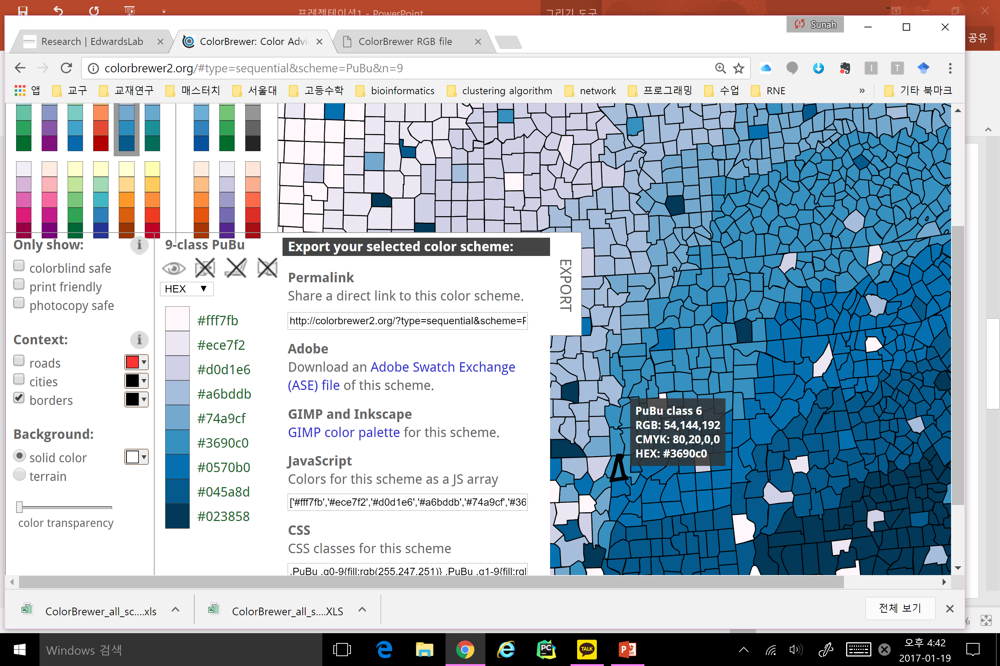 프레젠테이션1 - PowerPoint
그리기 도구
Sunah
공유
Research | EdwardsLab
ColorBrewer: Color Advi
ColorBrewer RGB file
colorbrewer2.org/#type=sequential&scheme=PuBu&n=9
앱 교구 교재연구 매스터치 서울대 고등수학 bioinformatics clustering algorithm network 프로그래밍 수업 RNE » 기타 북마크
Only show:
colorblind safe
print friendly
photocopy safe
Context:
roads
cities
borders
Background:
solid color
terrain
color transparency
9-class PuBu
HEX
#fff7fb
#ece7f2
#d0d1e6
#a6bddb
#74a9cf
#3690c0
#0570b0
#045a8d
#023858
Export your selected color scheme:
EXPORT
Permalink
Share a direct link to this color scheme.
http://colorbrewer2.org/?type=sequential&scheme=P
Adobe
Download an Adobe Swatch Exchange
(ASE) file of this scheme.
GIMP and Inkscape
GIMP color palette for this scheme.
JavaScript
Colors for this scheme as a JS array
['#fff7fb','#ece7f2','#d0d1e6','#a6bddb','#74a9cf','#36
CSS
CSS classes for this scheme
.PuBu .q0-9{fill:rgb(255,247,251)} .PuBu .q1-9{fill:rgl
PuBu class 6
RGB: 54,144,192
CMYK: 80,20,0,0
HEX: #3690c0
ColorBrewer_all_sc....xls
ColorBrewer_all_s....XLS
전체 보기
%
Windows 검색
PC
TALK
P
오후 4:42
2017-01-19